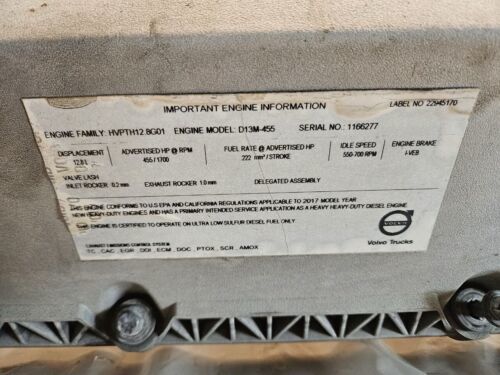 IMPORTANT ENGINE INFORMATION
LABEL NO 22945170
ENGINE FAMILY: HVPTH12.8G01 ENGINE MODEL: D13M-455 SERIAL NO: 1166277
DISPLACEMENT ADVERTISED HP @ RPM FUEL RATE @ ADVERTISED HP IDLE SPEED ENGINE BRAKE
12.8 L 455 / 1700 222 mm³ / STROKE 550-700 RPM I-VEB
VALVE LASH
INLET ROCKER 0.2 mm EXHAUST ROCKER 1.0 mm DELEGATED ASSEMBLY
THIS ENGINE CONFORMS TO U.S EPA AND CALIFORNIA REGULATIONS APPLICABLE TO 2017 MODEL YEAR
NEW HEAVY-DUTY ENGINES AND HAS A PRIMARY INTENDED SERVICE APPLICATION AS A HEAVY HEAVY-DUTY DIESEL ENGINE
THIS ENGINE IS CERTIFIED TO OPERATE ON ULTRA LOW SULFUR DIESEL FUEL ONLY.
EXHAUST EMISSIONS CONTROL SYSTEM
TC , CAC , EGR , DDI , ECM , DOC , PTOX , SCR , AMOX
VOLVO
Volvo Trucks